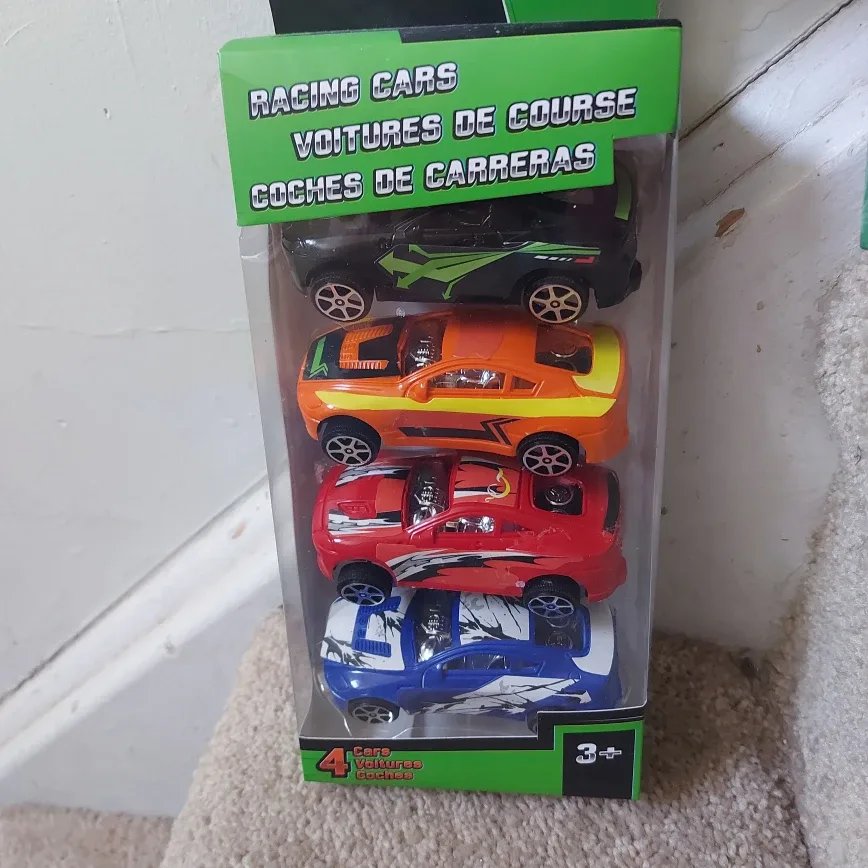 RACING CARS
VOITURES DE COURSE
COCHES DE CARRERAS
4 Cars
Voitures
Coches
3+